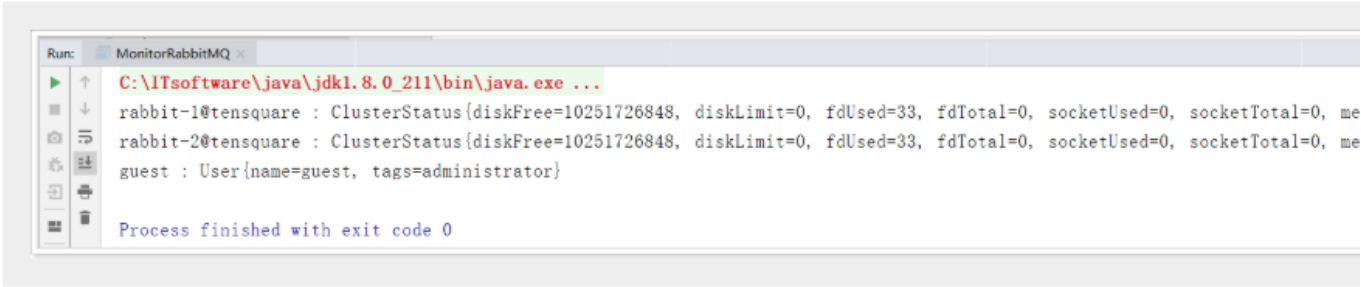 Run: MonitorRabbitMQ
C:\ITsoftware\java\jdk1.8.0_211\bin\java.exe ...
rabbit-1@tensquare : ClusterStatus{diskFree=10251726848, diskLimit=0, fdUsed=33, fdTotal=0, socketUsed=0, socketTotal=0, me
rabbit-2@tensquare : ClusterStatus{diskFree=10251726848, diskLimit=0, fdUsed=33, fdTotal=0, socketUsed=0, socketTotal=0, me
guest : User{name=guest, tags=administrator}
Process finished with exit code 0